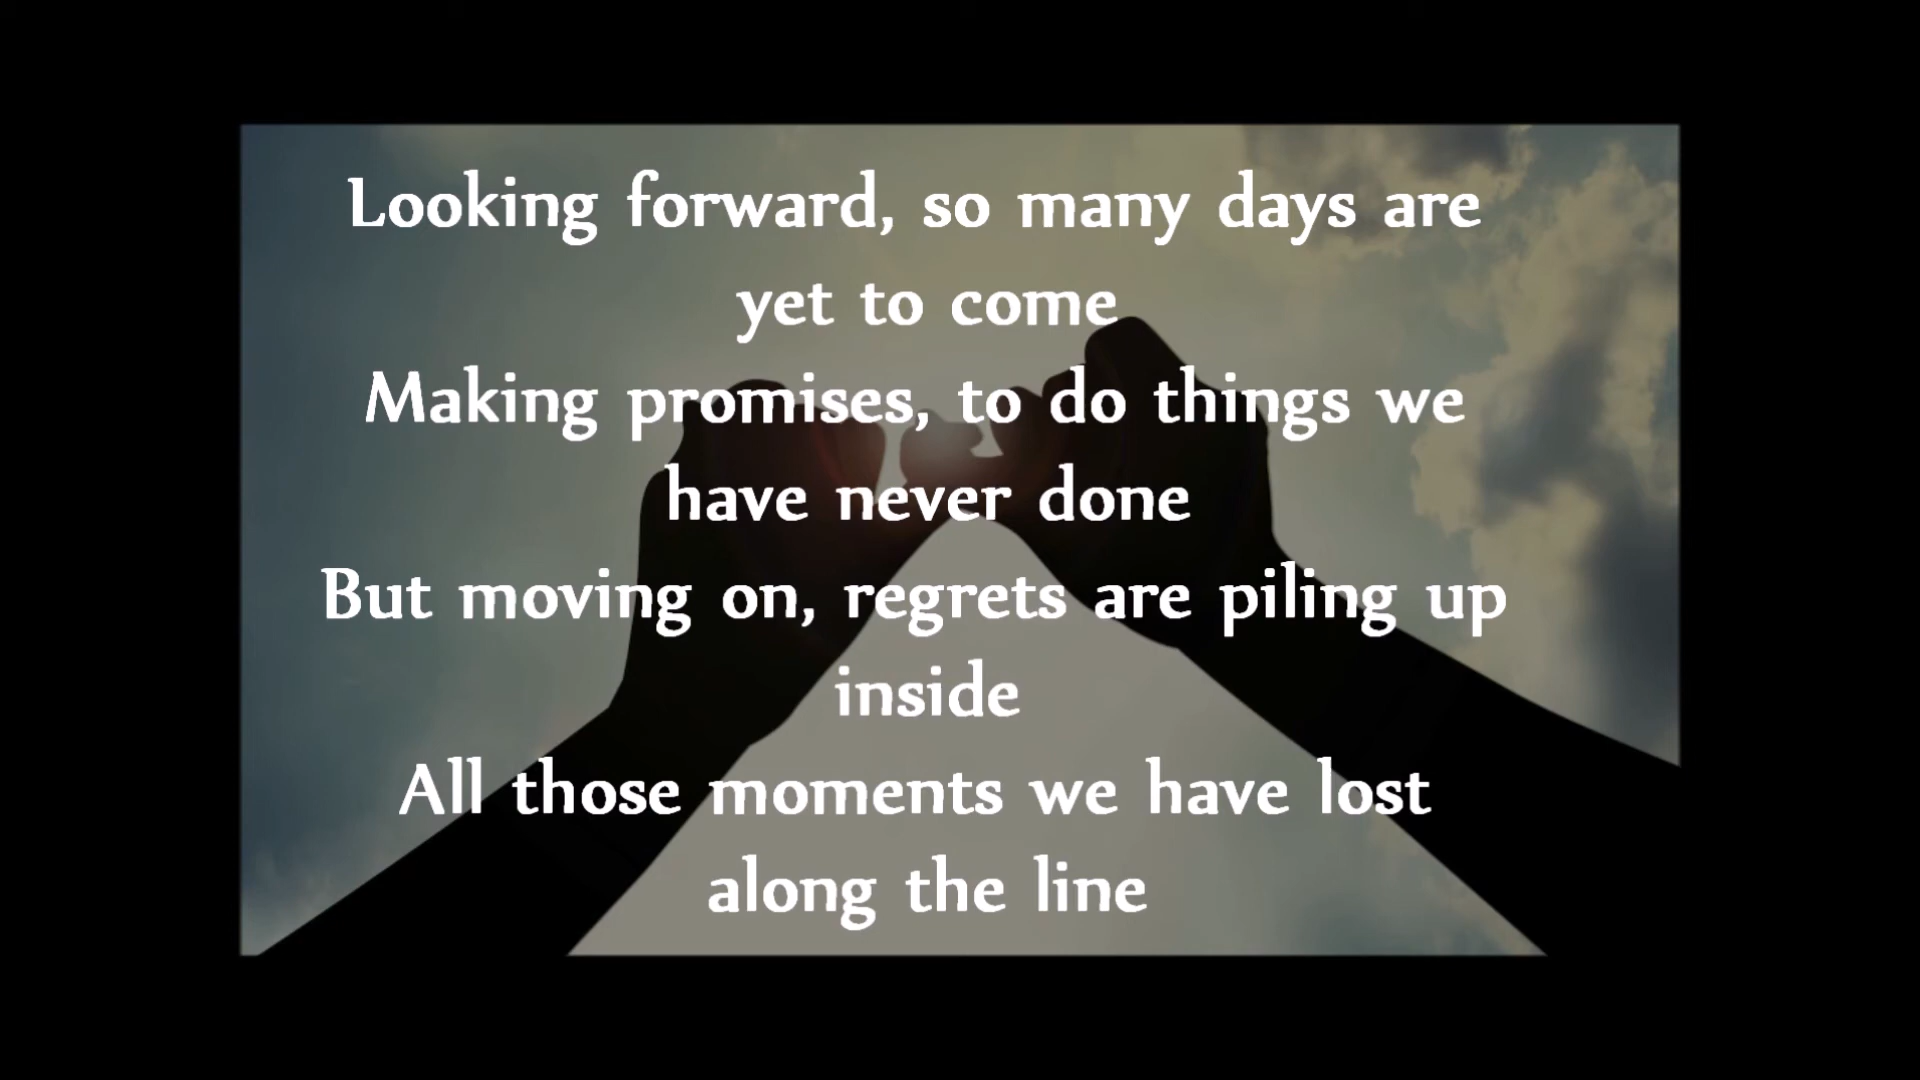 Looking forward, so many days are
yet to come
Making promises, to do things we
have never done
But moving on, regrets are piling up
inside
All those moments we have lost
along the line